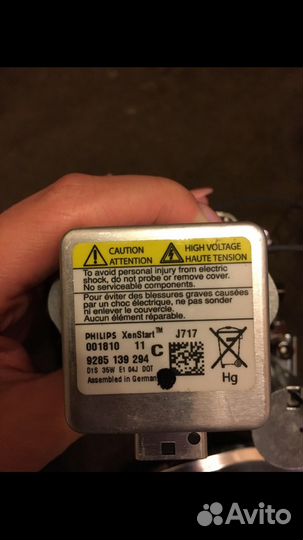 CAUTION
ATTENTION
HIGH VOLTAGE
HAUTE TENSION
To avoid personal injury from electric
shock, do not probe or remove cover.
No serviceable components.
Pour éviter des blessures graves causées
par un choc électrique, ne pas sonder
ni enlever le couvercle.
Aucun élément réparable.
PHILIPS XenStart™ J717
001810 11 C
9285 139 294
D1S 35W E1 04J DOT
Assembled in German
Hg
Avito